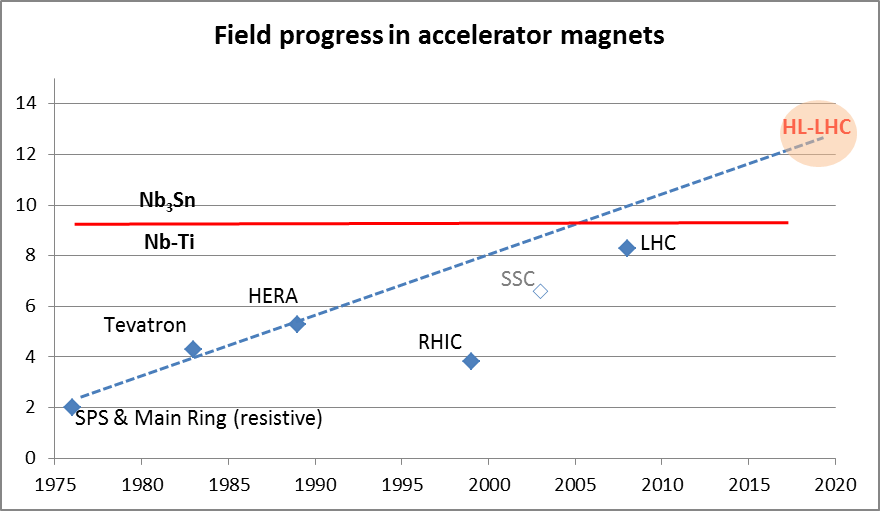 Field progress in accelerator magnets
14
HL-LHC
12
10
Nb₃Sn
Nb-Ti
8
LHC
SSC
6
HERA
Tevatron
RHIC
4
2
SPS & Main Ring (resistive)
0
1975 1980 1985 1990 1995 2000 2005 2010 2015 2020